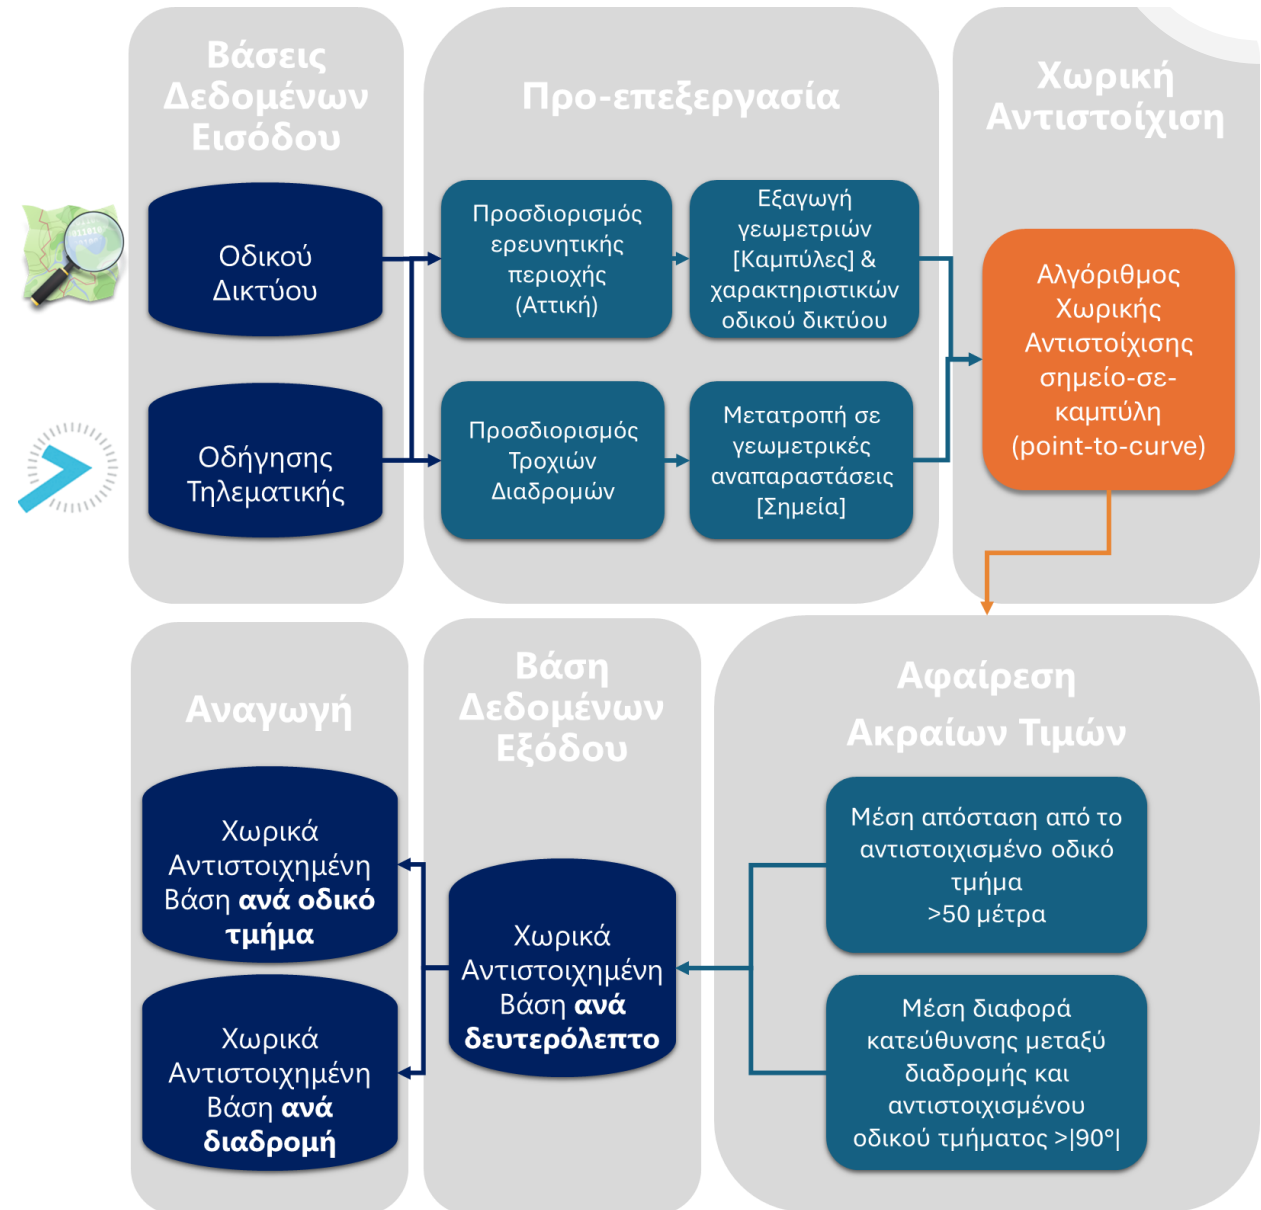 Βάσεις
Δεδομένων
Εισόδου
Οδικού
Δικτύου
Οδήγησης
Τηλεματικής
Προ-επεξεργασία
Προσδιορισμός
ερευνητικής
περιοχής
(Αττική)
Εξαγωγή
γεωμετριών
[Καμπύλες] &
χαρακτηριστικών
οδικού δικτύου
Προσδιορισμός
Τροχιών
Διαδρομών
Μετατροπή σε
γεωμετρικές
αναπαραστάσεις
[Σημεία]
Χωρική
Αντιστοίχιση
Αλγόριθμος
Χωρικής
Αντιστοίχισης
σημείο-σε-
καμπύλη
(point-to-curve)
Αφαίρεση
Ακραίων Τιμών
Μέση απόσταση από το
αντιστοιχισμένο οδικό
τμήμα
>50 μέτρα
Μέση διαφορά
κατεύθυνσης μεταξύ
διαδρομής και
αντιστοιχισμένου
οδικού τμήματος >|90°|
Βάση
Δεδομένων
Εξόδου
Χωρικά
Αντιστοιχημένη
Βάση ανά
δευτερόλεπτο
Αναγωγή
Χωρικά
Αντιστοιχημένη
Βάση ανά οδικό
τμήμα
Χωρικά
Αντιστοιχημένη
Βάση ανά
διαδρομή